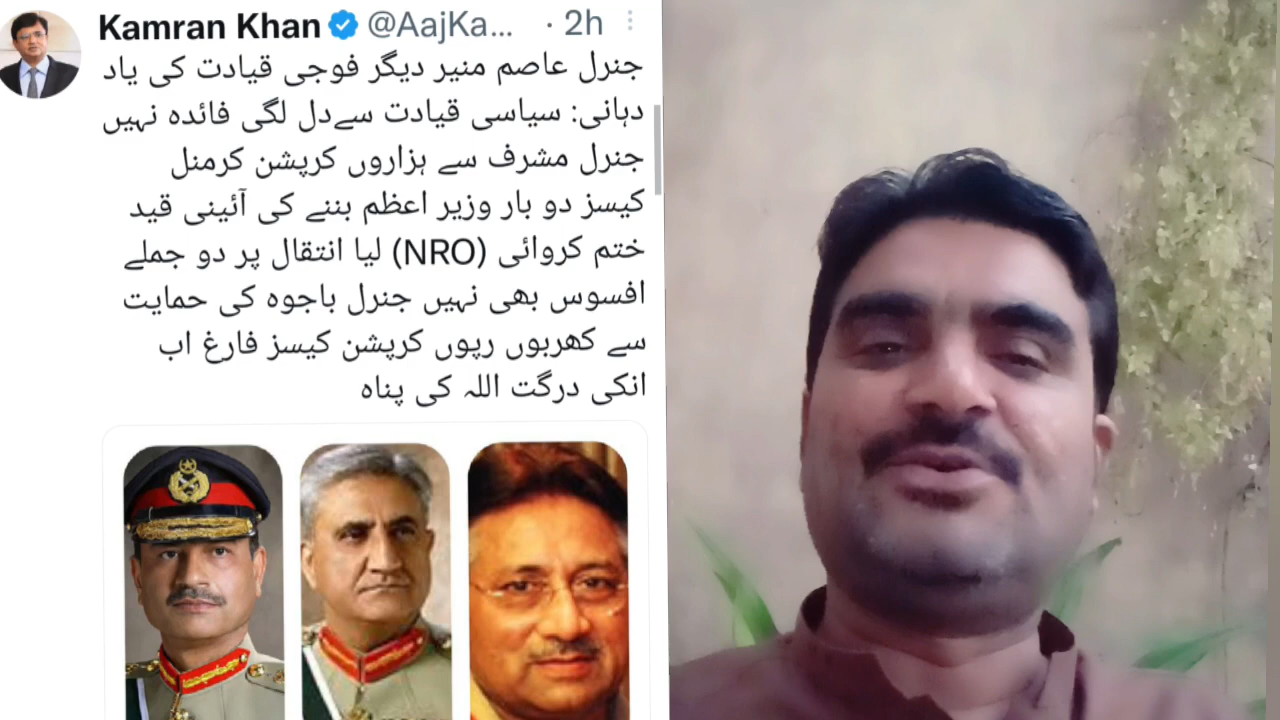 Kamran Khan @AajKa... · 2h
جنرل عاصم منیر دیگر فوجی قیادت کی یاد
دہانی: سیاسی قیادت سےدل لگی فائدہ نہیں
جنرل مشرف سے ہزاروں کرپشن کرمنل
کیسز دو بار وزیر اعظم بننے کی آئینی قید
ختم کروائی (NRO) لیا انتقال پر دو جملے
افسوس بھی نہیں جنرل باجوہ کی حمایت
سے کھربوں رپوں کرپشن کیسز فارغ اب
انکی درگت اللہ کی پناہ